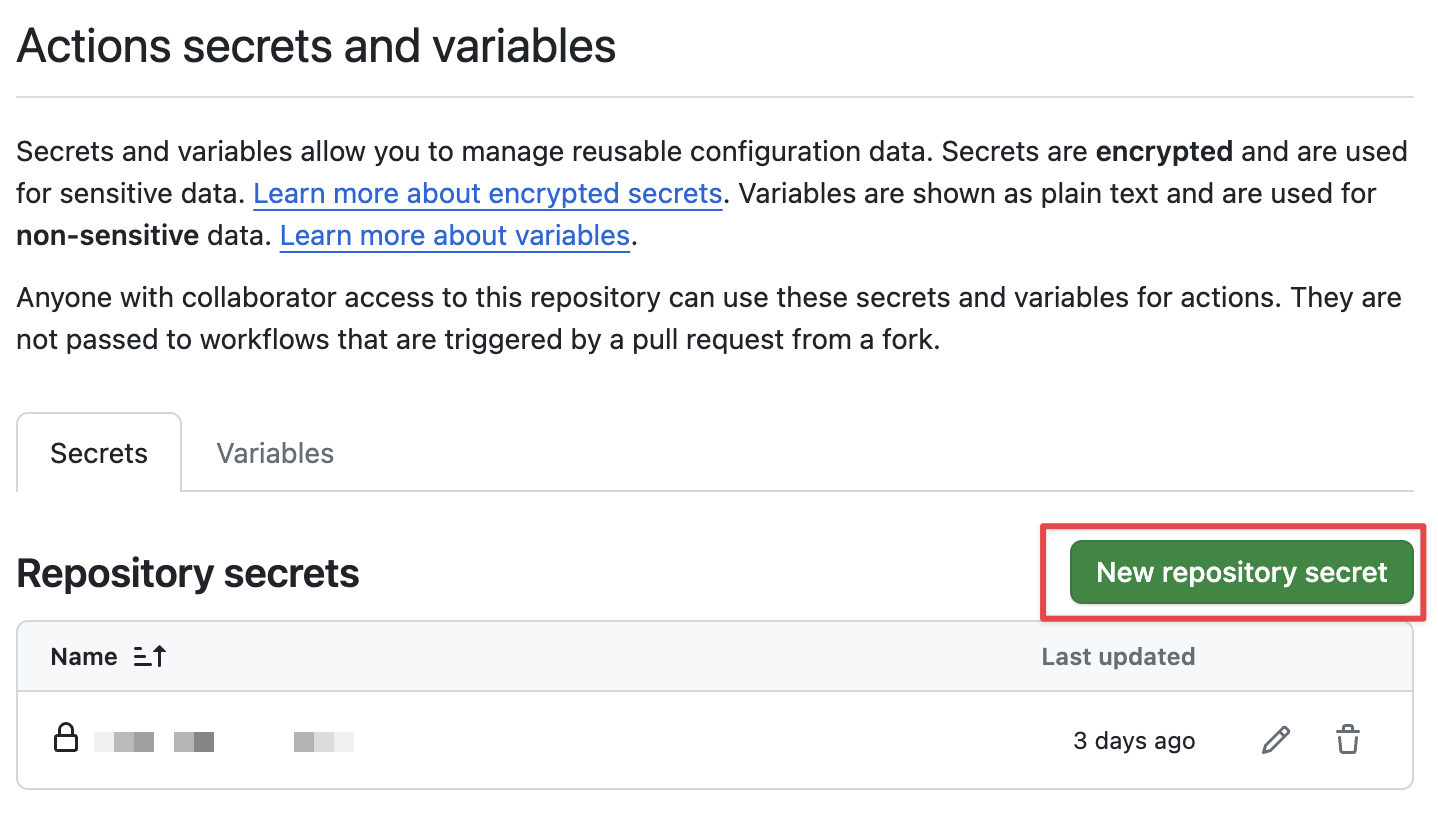 Actions secrets and variables
Secrets and variables allow you to manage reusable configuration data. Secrets are encrypted and are used
for sensitive data. Learn more about encrypted secrets. Variables are shown as plain text and are used for
non-sensitive data. Learn more about variables.
Anyone with collaborator access to this repository can use these secrets and variables for actions. They are
not passed to workflows that are triggered by a pull request from a fork.
Secrets Variables
Repository secrets New repository secret
Name Last updated
3 days ago